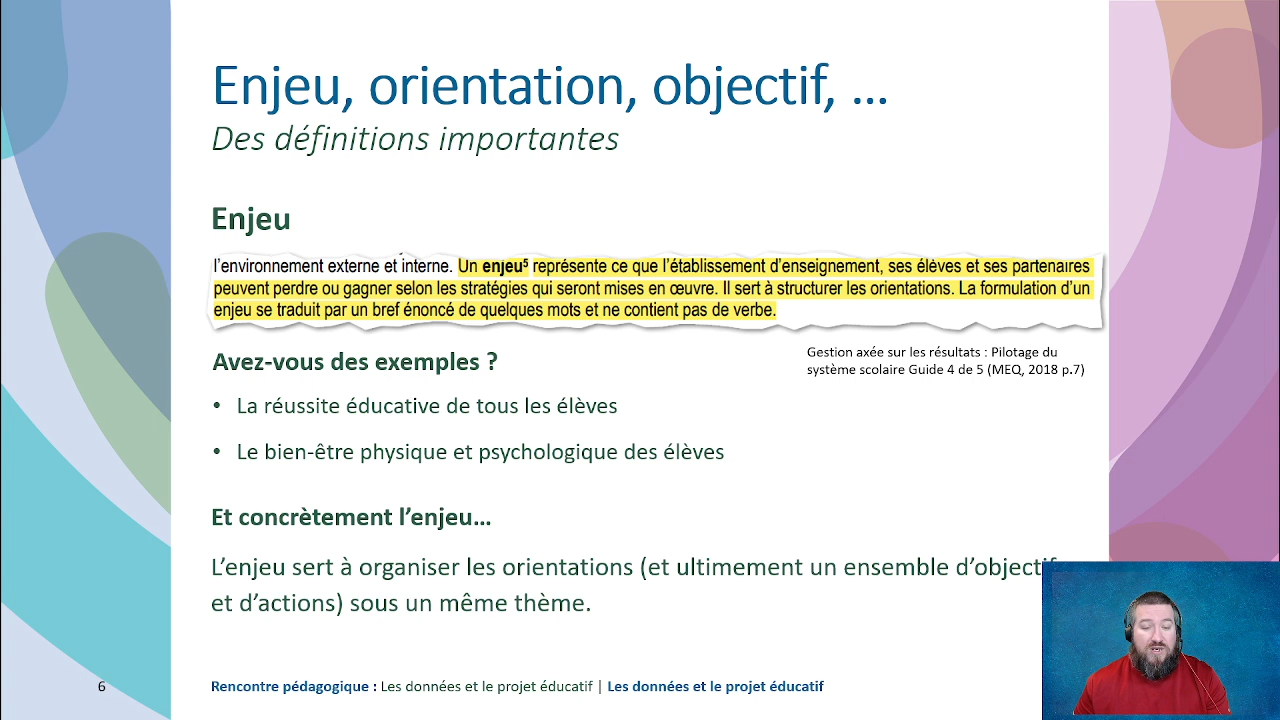 Enjeu, orientation, objectif, …
Des définitions importantes
Enjeu
l’environnement externe et interne. Un enjeu⁵ représente ce que l’établissement d’enseignement, ses élèves et ses partenaires
peuvent perdre ou gagner selon les stratégies qui seront mises en œuvre. Il sert à structurer les orientations. La formulation d’un
enjeu se traduit par un bref énoncé de quelques mots et ne contient pas de verbe.
Gestion axée sur les résultats : Pilotage du
système scolaire Guide 4 de 5 (MEQ, 2018 p.7)
Avez-vous des exemples ?
• La réussite éducative de tous les élèves
• Le bien-être physique et psychologique des élèves
Et concrètement l’enjeu…
L’enjeu sert à organiser les orientations (et ultimement un ensemble
et d’actions) sous un même thème.
6
Rencontre pédagogique : Les données et le projet éducatif | Les données et le projet éducatif